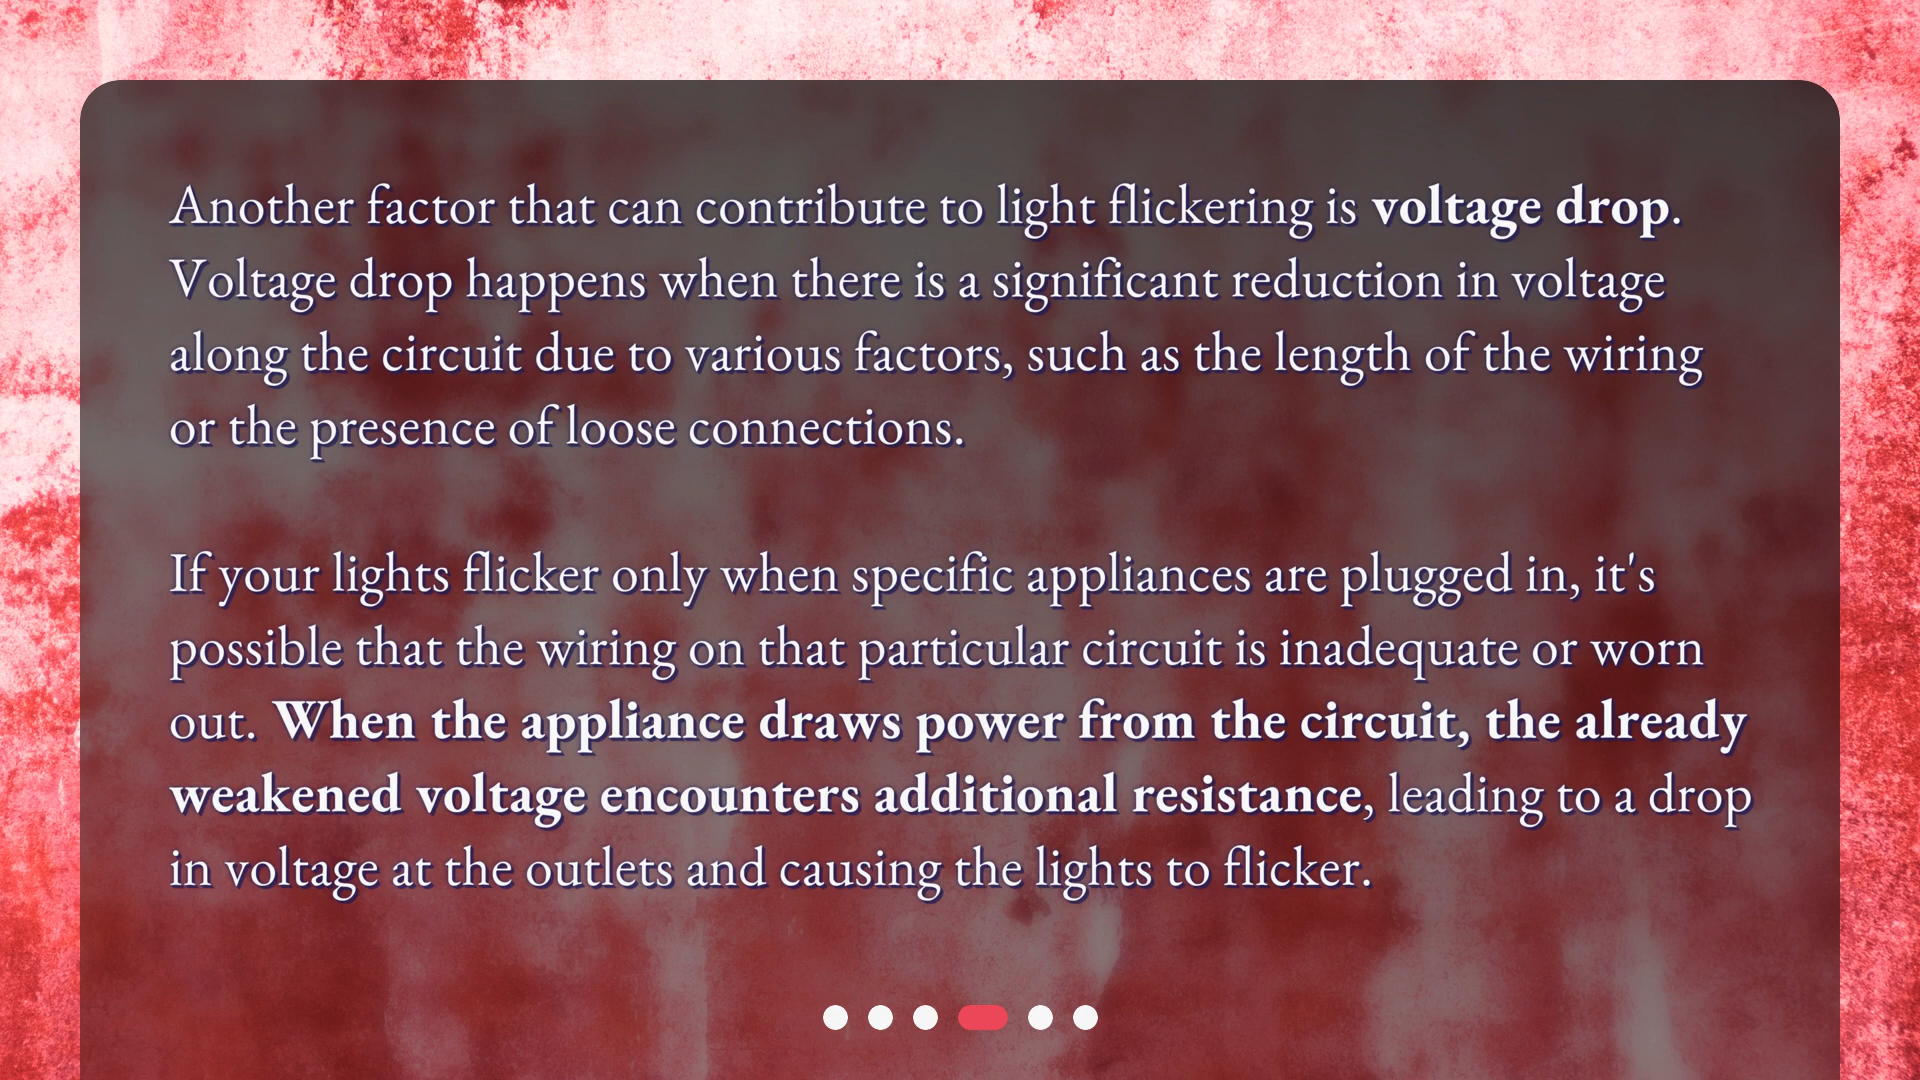 Another factor that can contribute to light flickering is voltage drop.
Voltage drop happens when there is a significant reduction in voltage
along the circuit due to various factors, such as the length of the wiring
or the presence of loose connections.
If your lights flicker only when specific appliances are plugged in, it's
possible that the wiring on that particular circuit is inadequate or worn
out. When the appliance draws power from the circuit, the already
weakened voltage encounters additional resistance, leading to a drop
in voltage at the outlets and causing the lights to flicker.